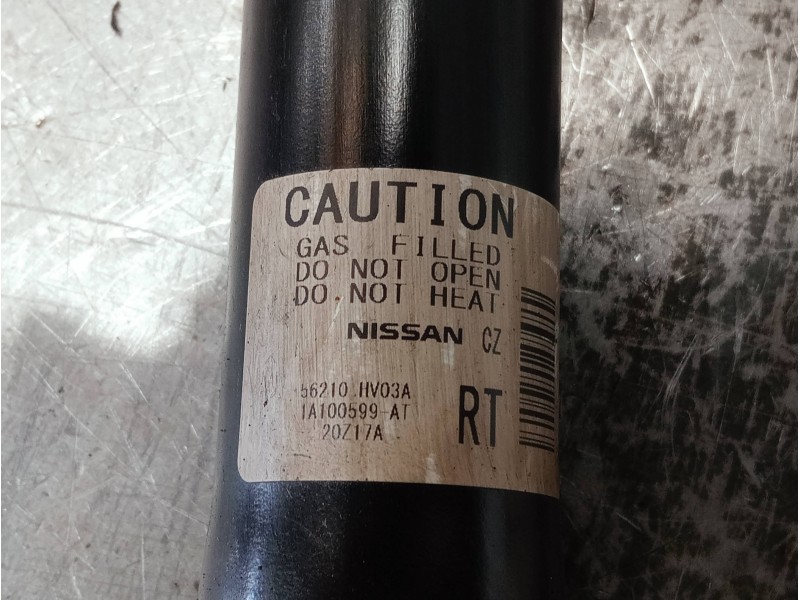 CAUTION
GAS FILLED
DO NOT OPEN
DO NOT HEAT
NISSAN CZ
56210 HV03A
1A100599-AT
20Z17A
RT